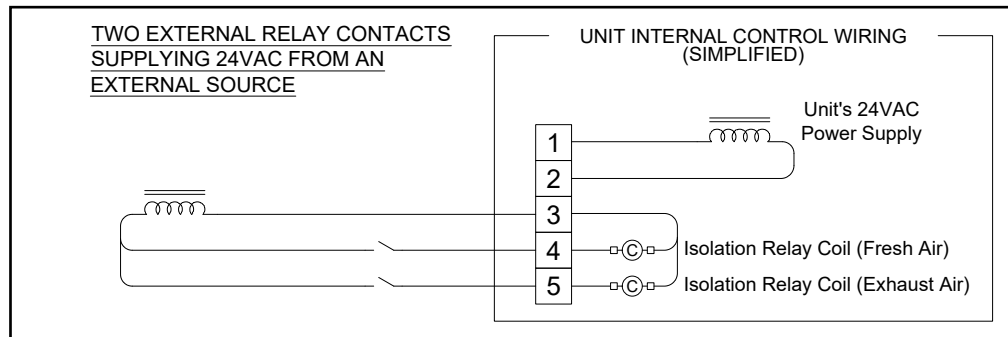 TWO EXTERNAL RELAY CONTACTS
SUPPLYING 24VAC FROM AN
EXTERNAL SOURCE
UNIT INTERNAL CONTROL WIRING
(SIMPLIFIED)
Unit's 24VAC
Power Supply
1
2
3
4
C
Isolation Relay Coil (Fresh Air)
5
C
Isolation Relay Coil (Exhaust Air)